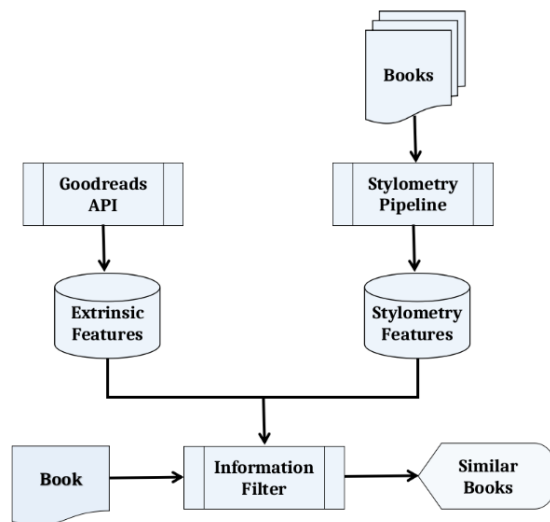 Books
Goodreads
API
Stylometry
Pipeline
Extrinsic
Features
Stylometry
Features
Book
Information
Filter
Similar
Books